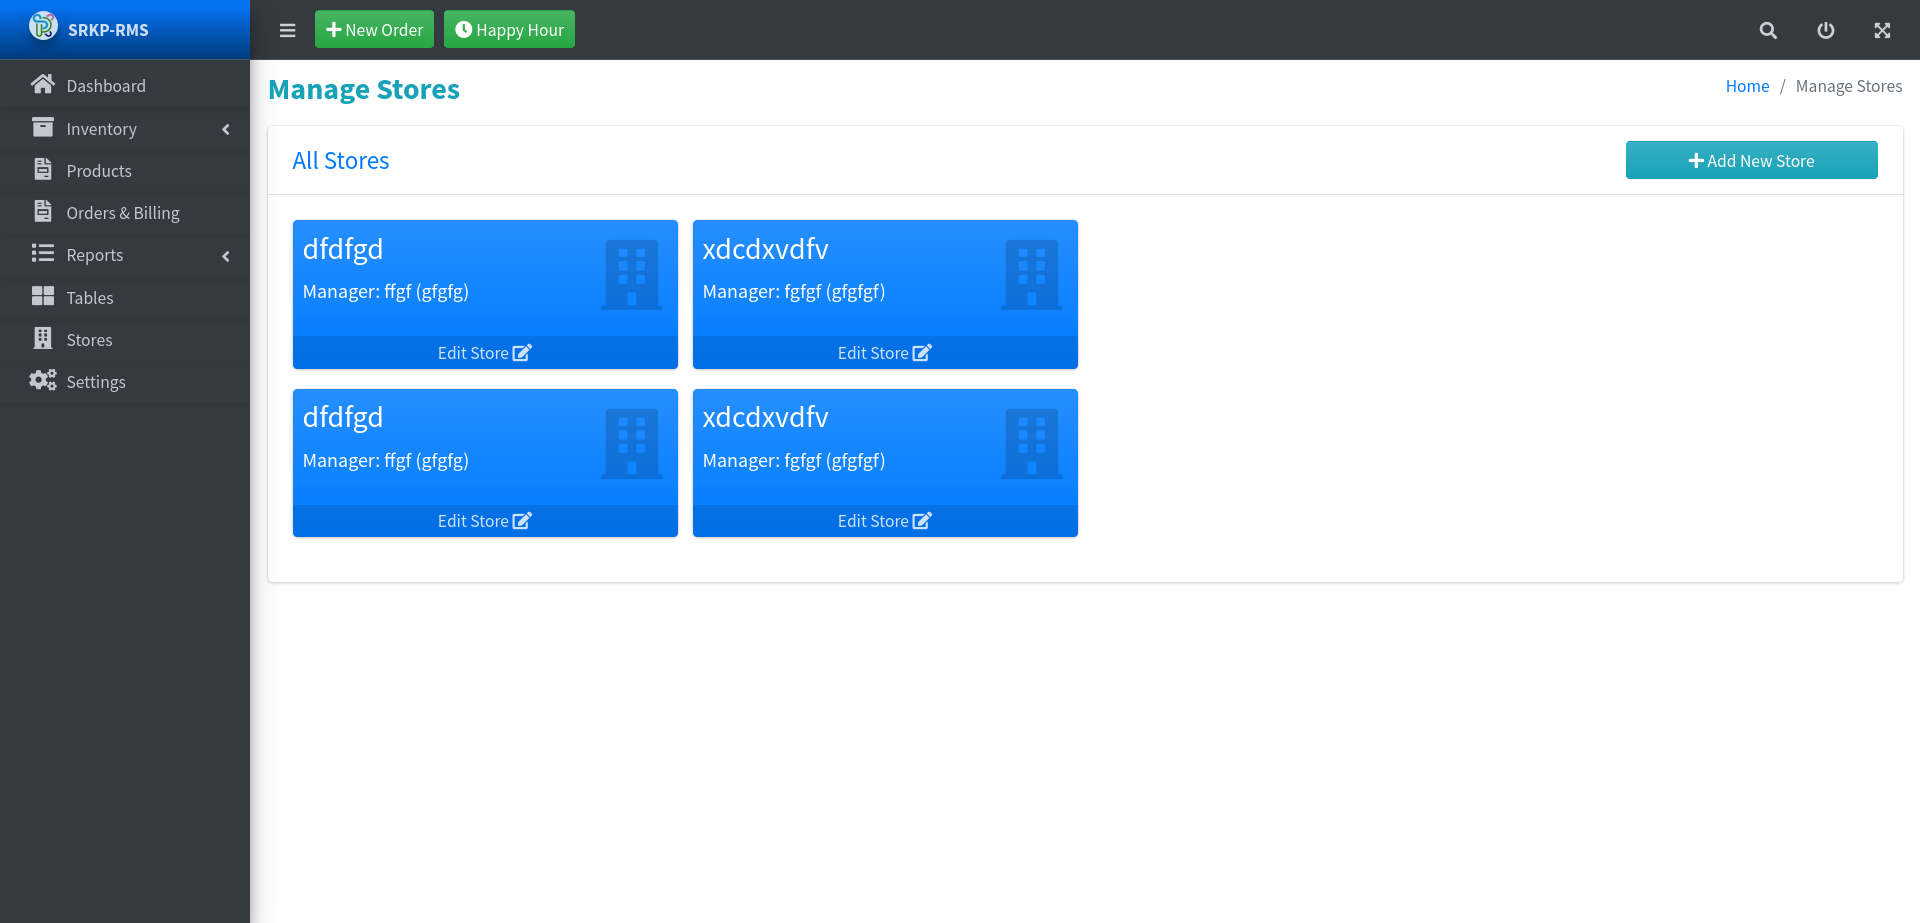 SRKP-RMS
New Order
Happy Hour
Dashboard
Inventory
Products
Orders & Billing
Reports
Tables
Stores
Settings
Manage Stores
Home / Manage Stores
All Stores
Add New Store
dfdfgd
Manager: ffgf (gfgfg)
Edit Store
xdcdxvdfv
Manager: fgfgf (gfgfgf)
Edit Store
dfdfgd
Manager: ffgf (gfgfg)
Edit Store
xdcdxvdfv
Manager: fgfgf (gfgfgf)
Edit Store